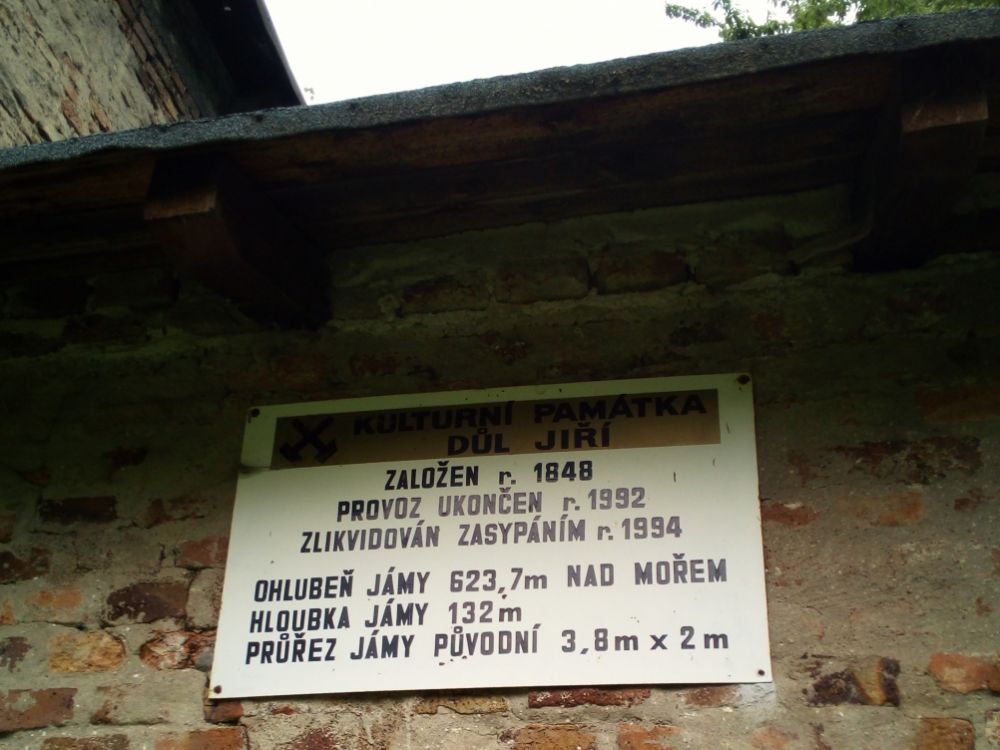 KULTURNÍ PAMÁTKA
DŮL JIŘÍ
ZALOŽEN r. 1848
PROVOZ UKONČEN r. 1992
ZLIKVIDOVÁN ZASYPÁNÍM r. 1994
OHLUBEŇ JÁMY 623,7m NAD MOŘEM
HLOUBKA JÁMY 132m
PRŮŘEZ JÁMY PŮVODNÍ 3,8m x 2m